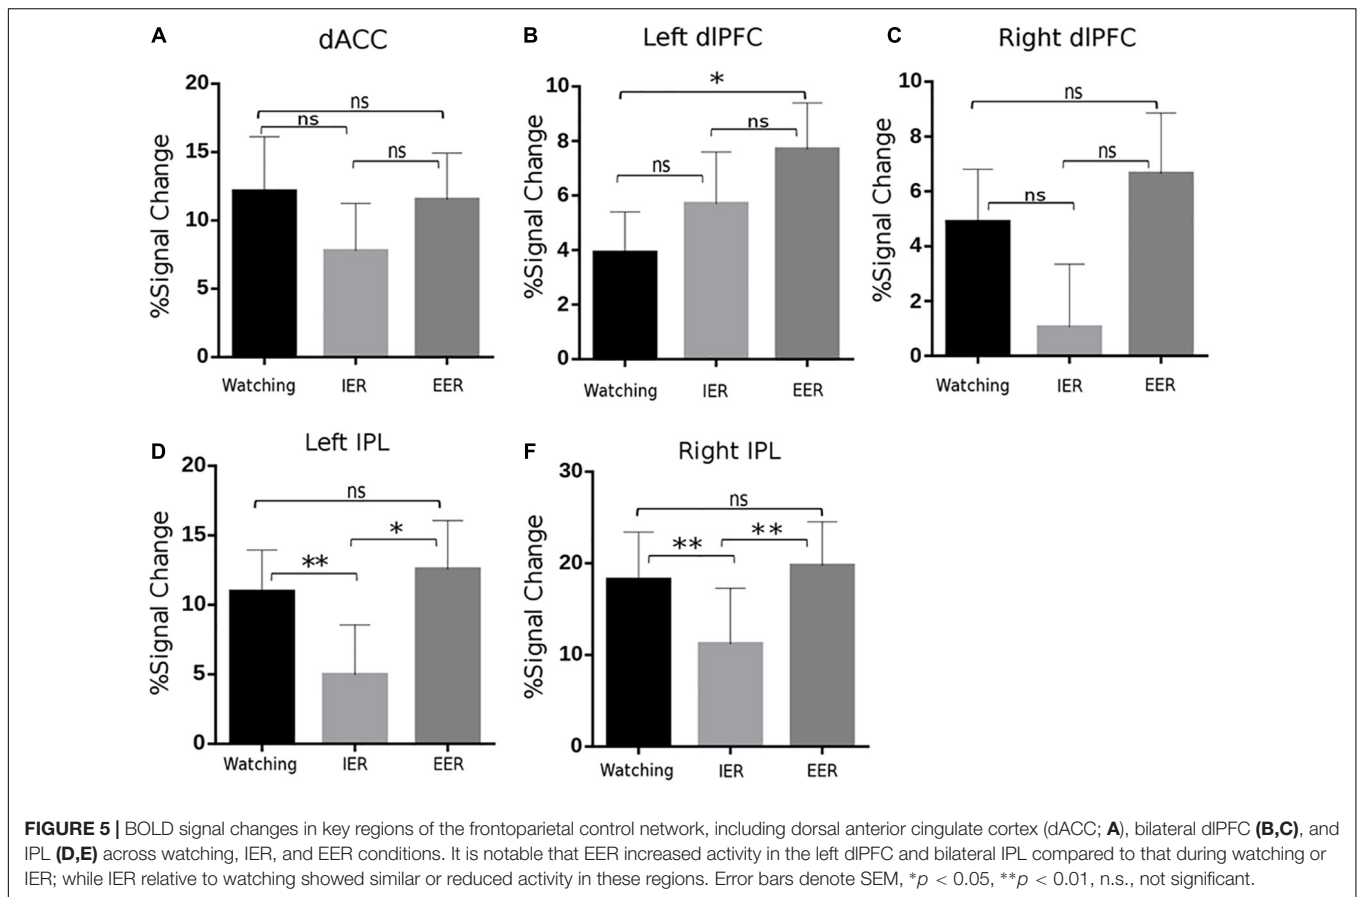 A
dACC
20
15
10
5
0
%Signal Change
ns
ns
ns
Watching
IER
EER
B
Left dlPFC
10
8
6
4
2
0
%Signal Change
*
ns
ns
Watching
IER
EER
C
Right dlPFC
10
8
6
4
2
0
%Signal Change
ns
ns
ns
Watching
IER
EER
D
Left IPL
20
15
10
5
0
%Signal Change
ns
*
**
Watching
IER
EER
F
Right IPL
30
20
10
0
%Signal Change
ns
**
**
Watching
IER
EER
FIGURE 5 | BOLD signal changes in key regions of the frontoparietal control network, including dorsal anterior cingulate cortex (dACC; A), bilateral dlPFC (B,C), and
IPL (D,E) across watching, IER, and EER conditions. It is notable that EER increased activity in the left dlPFC and bilateral IPL compared to that during watching or
IER; while IER relative to watching showed similar or reduced activity in these regions. Error bars denote SEM, *p < 0.05, **p < 0.01, n.s., not significant.